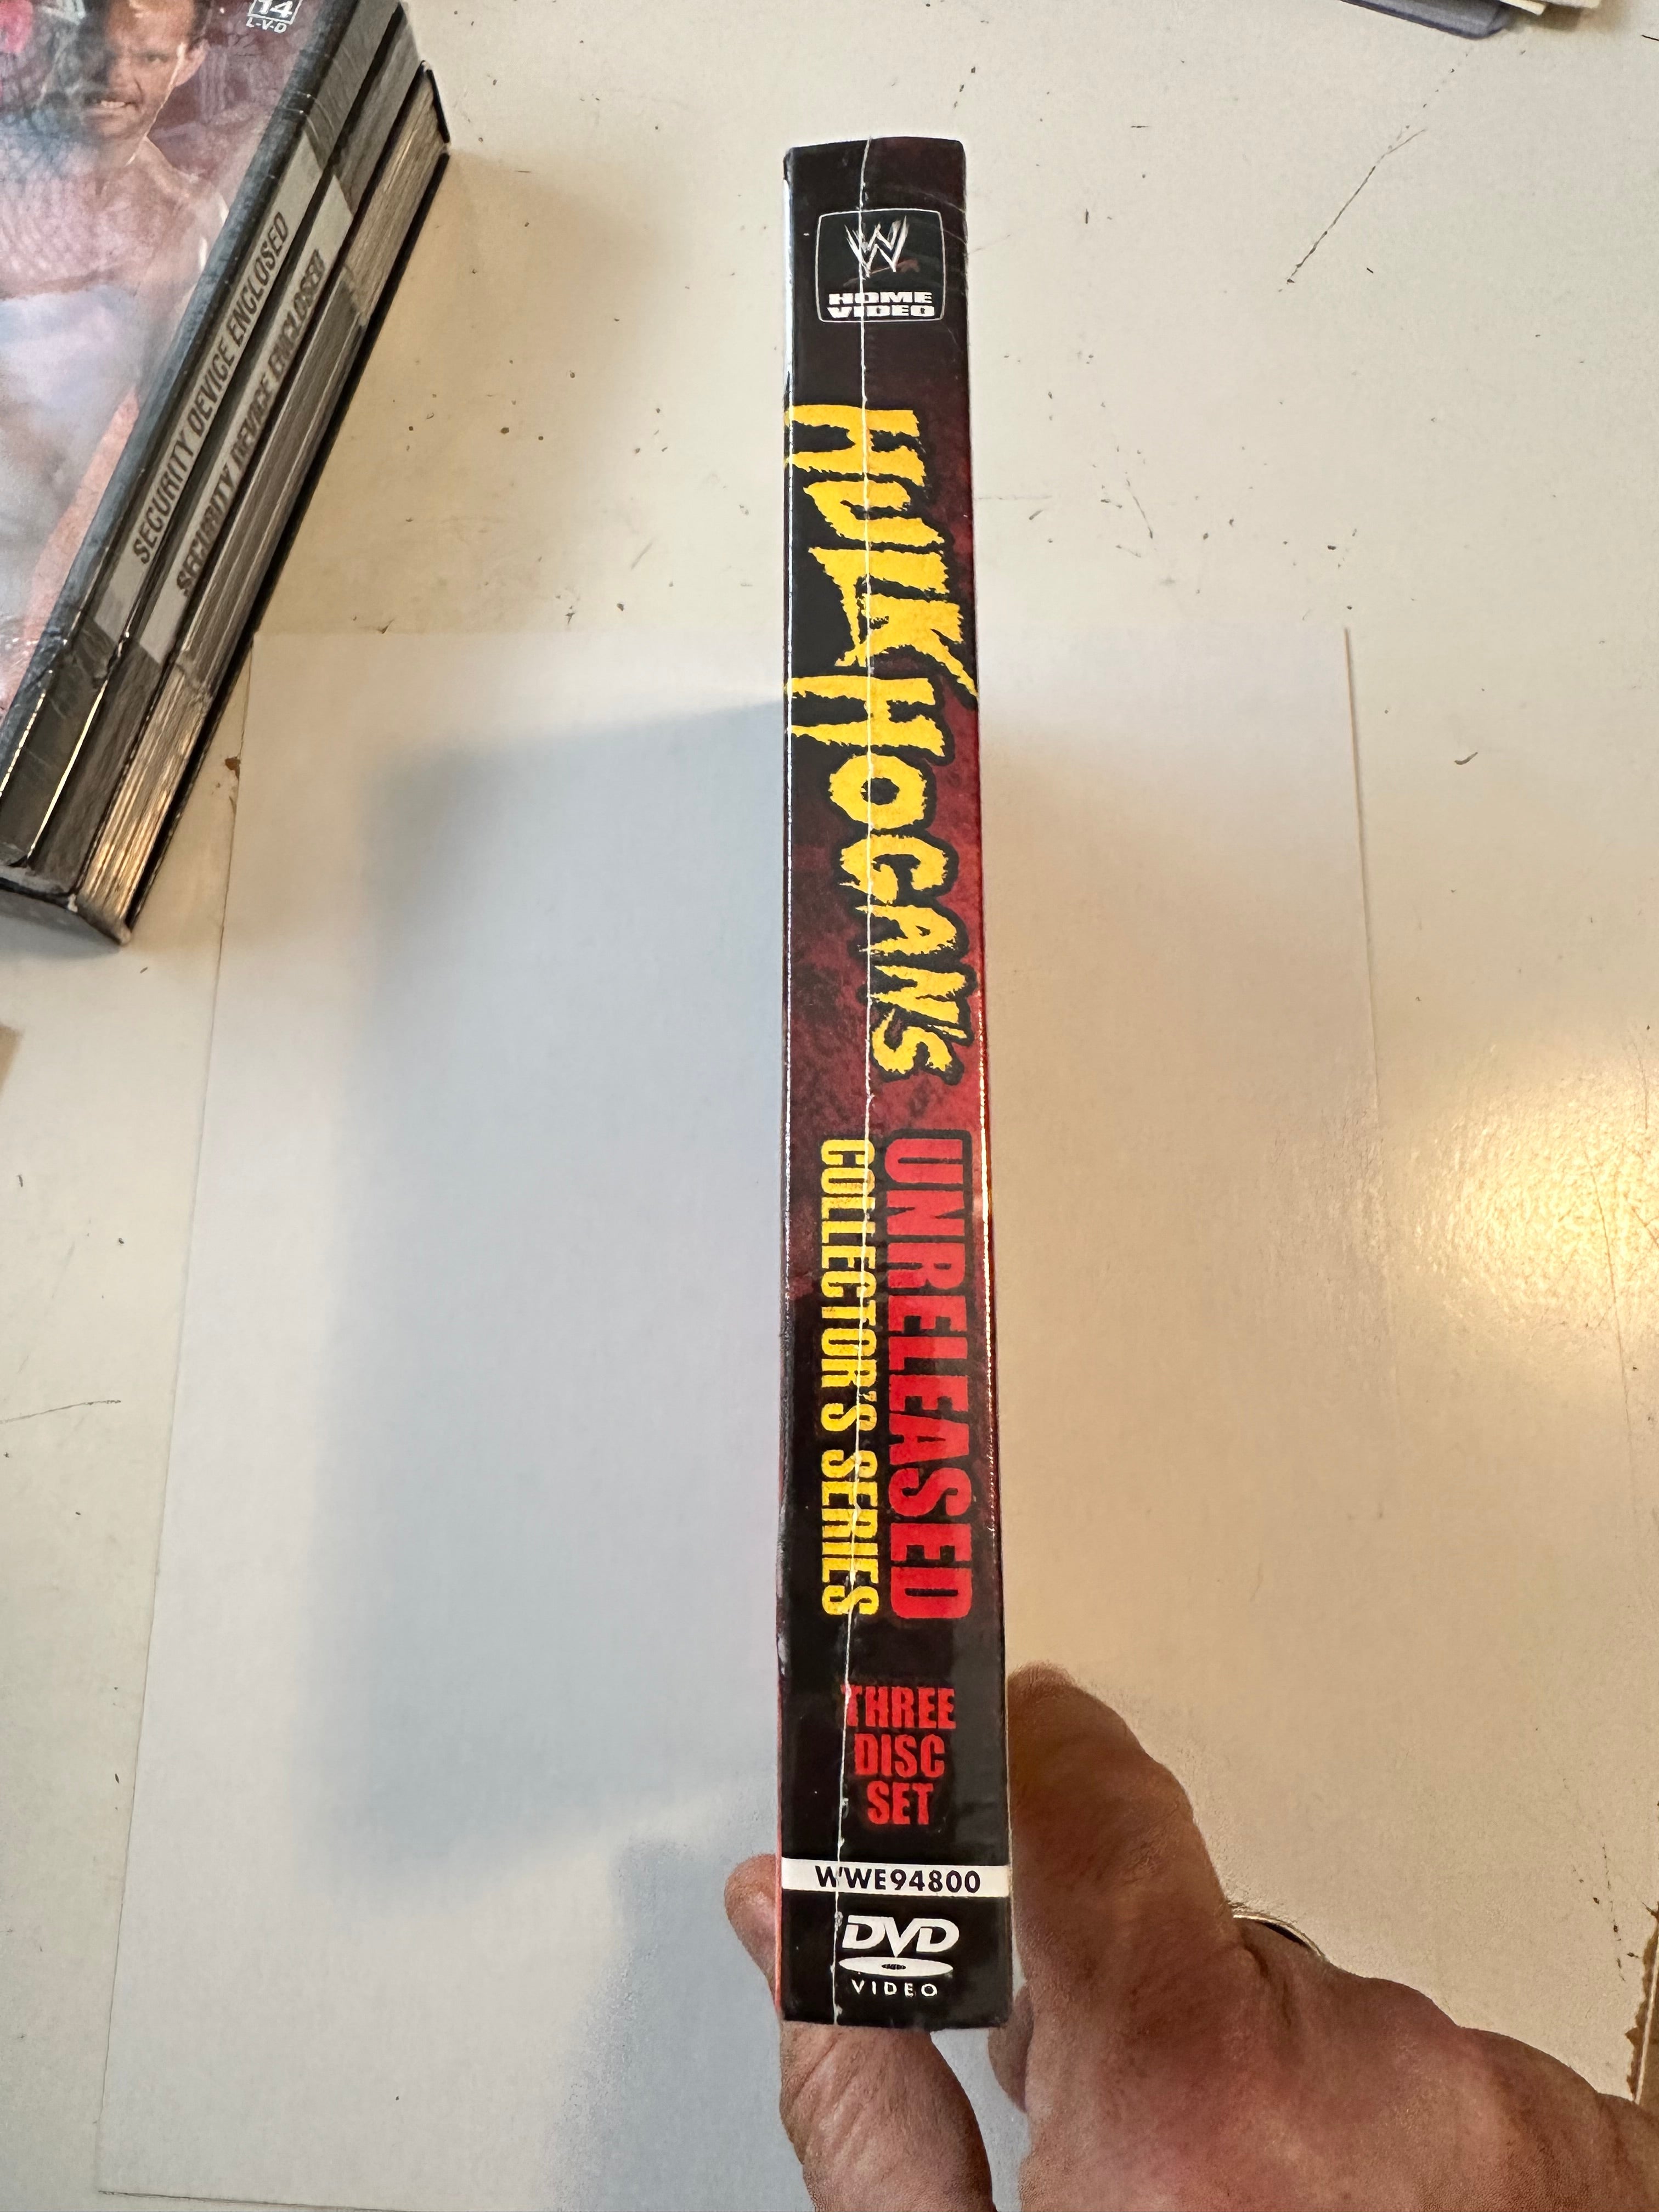 14
L-V-D
SECURITY DEVICE ENCLOSED
SECURITY DEVICE ENCLOSED
W
HOME
VIDEO
HULK HOGAN'S
UNRELEASED
COLLECTOR'S SERIES
THREE
DISC
SET
WWE94800
DVD
VIDEO